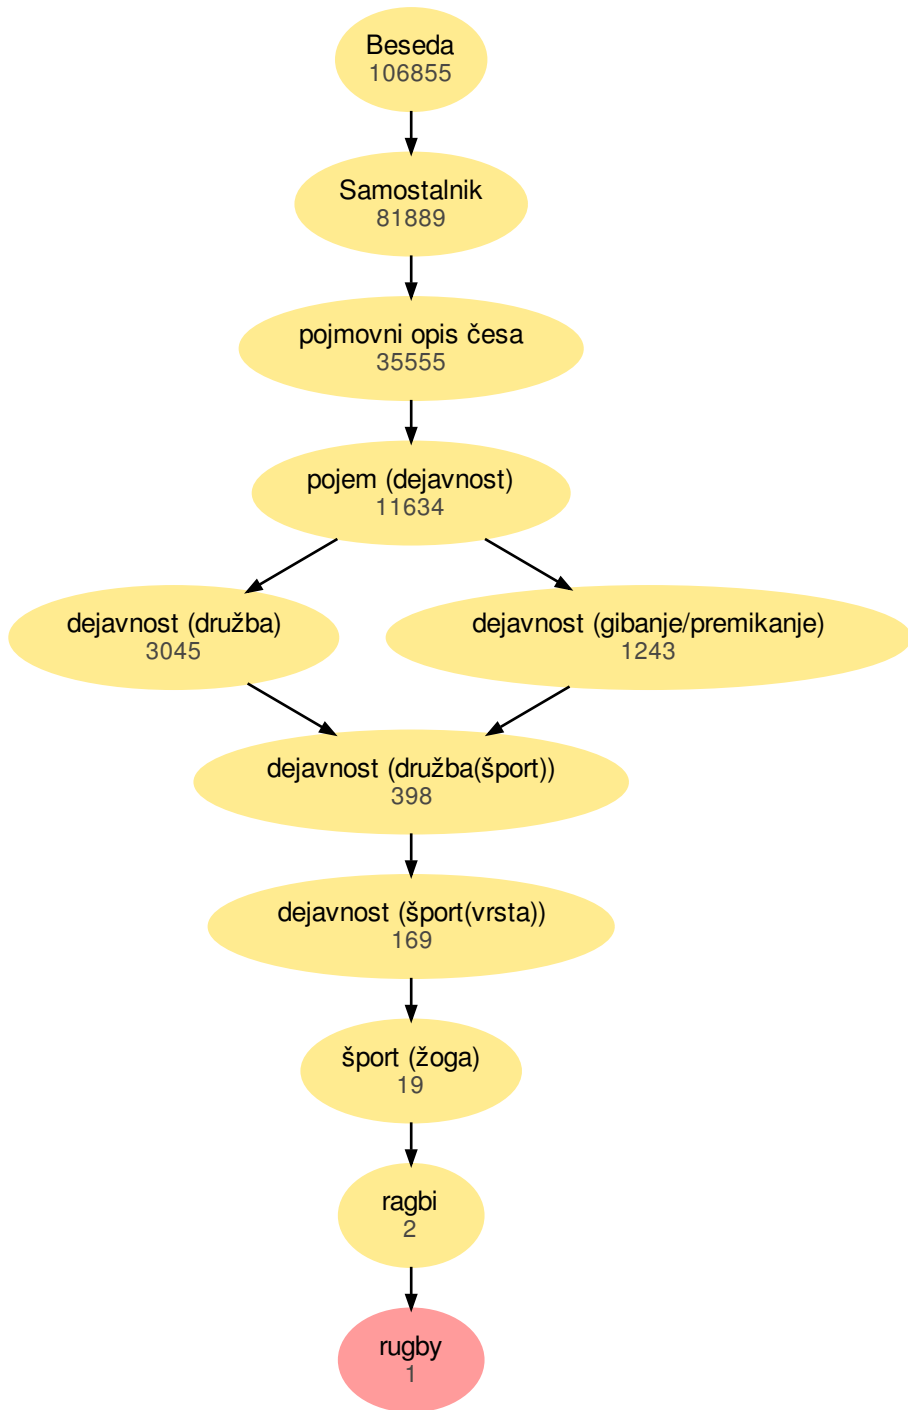 Beseda
106855
Samostalnik
81889
pojmovni opis česa
35555
pojem (dejavnost)
11634
dejavnost (družba)
3045
dejavnost (gibanje/premikanje)
1243
dejavnost (družba(šport))
398
dejavnost (šport(vrsta))
169
šport (žoga)
19
ragbi
2
rugby
1